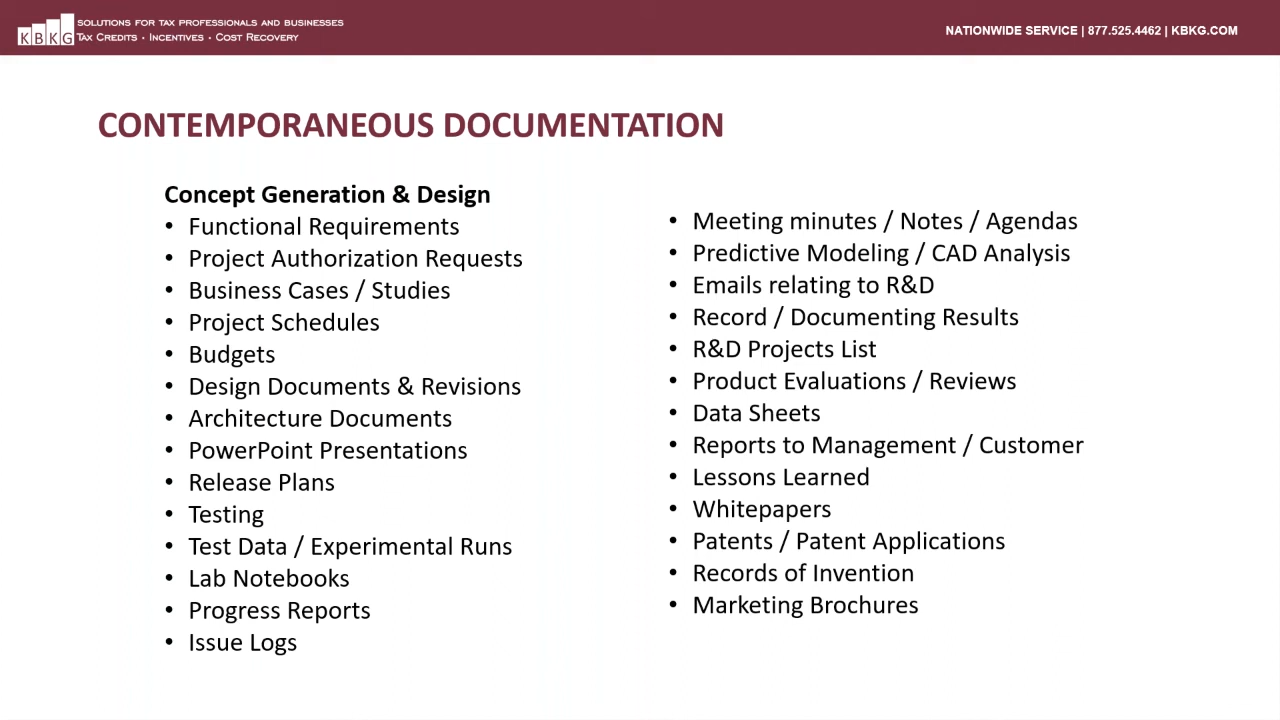 KBKG
SOLUTIONS FOR TAX PROFESSIONALS AND BUSINESSES
TAX CREDITS • INCENTIVES • COST RECOVERY
NATIONWIDE SERVICE | 877.525.4462 | KBKG.COM
CONTEMPORANEOUS DOCUMENTATION
Concept Generation & Design
• Functional Requirements
• Project Authorization Requests
• Business Cases / Studies
• Project Schedules
• Budgets
• Design Documents & Revisions
• Architecture Documents
• PowerPoint Presentations
• Release Plans
• Testing
• Test Data / Experimental Runs
• Lab Notebooks
• Progress Reports
• Issue Logs
• Meeting minutes / Notes / Agendas
• Predictive Modeling / CAD Analysis
• Emails relating to R&D
• Record / Documenting Results
• R&D Projects List
• Product Evaluations / Reviews
• Data Sheets
• Reports to Management / Customer
• Lessons Learned
• Whitepapers
• Patents / Patent Applications
• Records of Invention
• Marketing Brochures